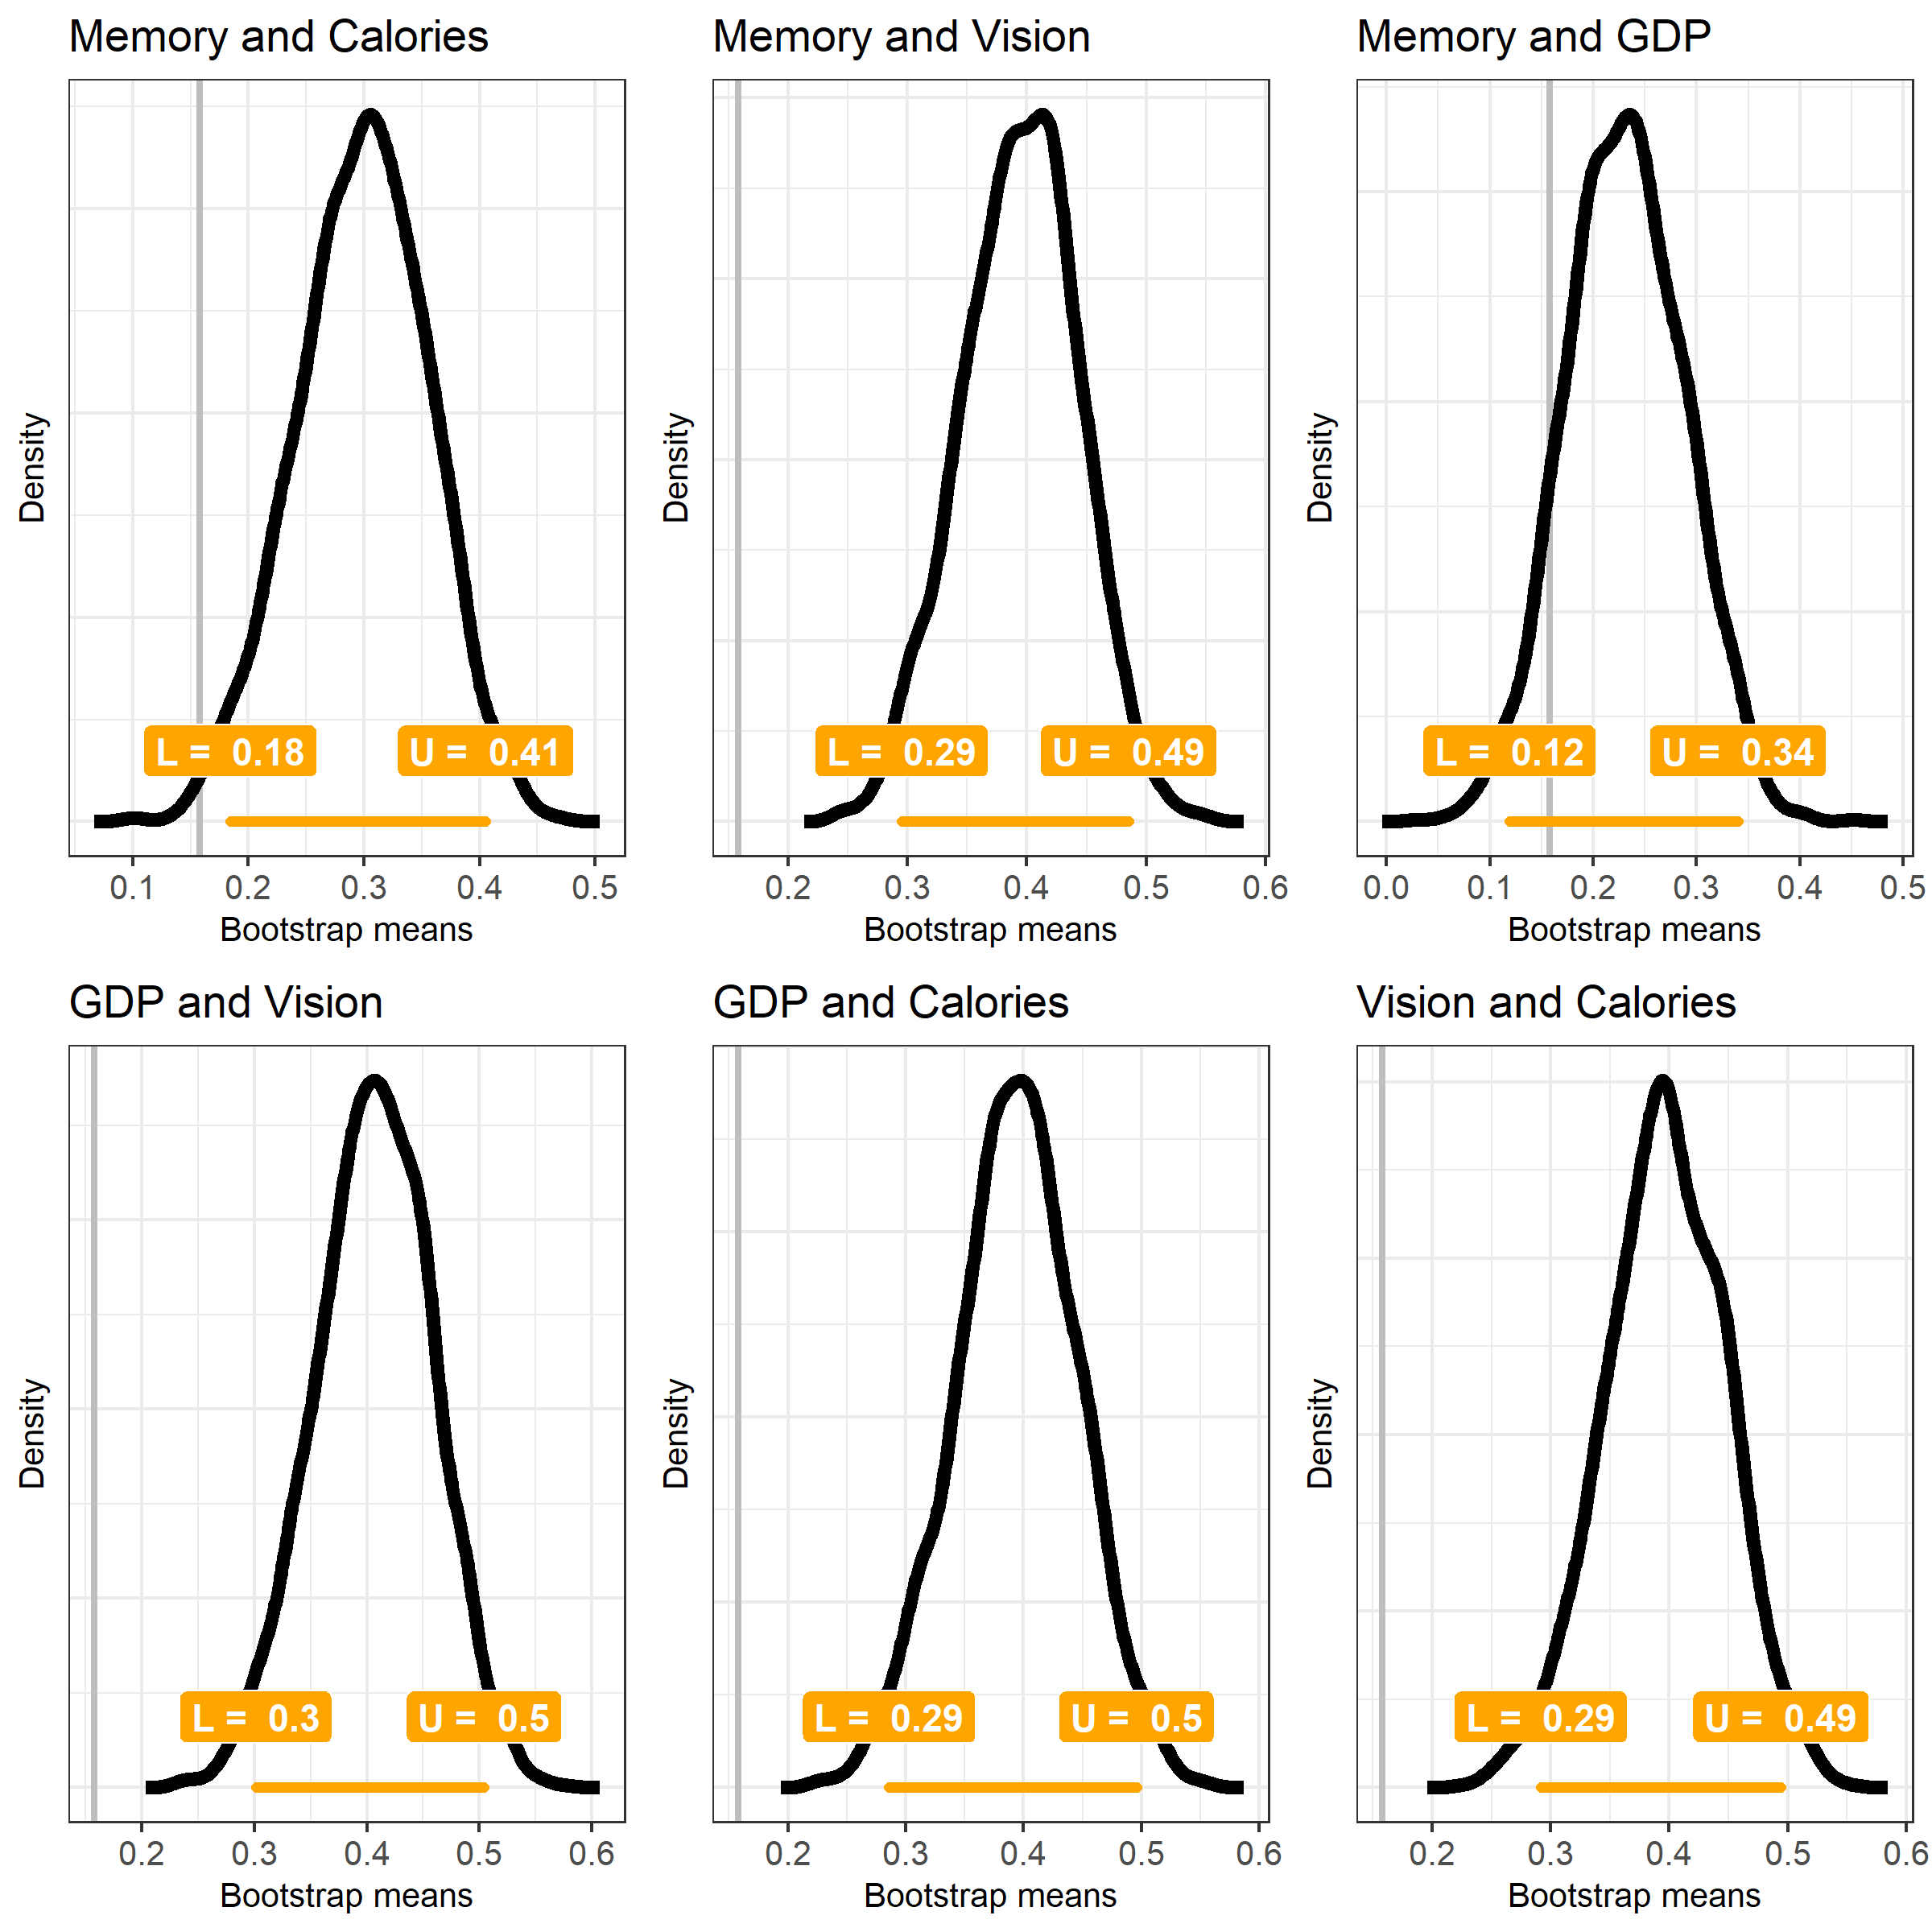 Memory and Calories
Density
L = 0.18
U = 0.41
0.1 0.2 0.3 0.4 0.5
Bootstrap means
Memory and Vision
Density
L = 0.29
U = 0.49
0.2 0.3 0.4 0.5 0.6
Bootstrap means
Memory and GDP
Density
L = 0.12
U = 0.34
0.0 0.1 0.2 0.3 0.4 0.5
Bootstrap means
GDP and Vision
Density
L = 0.3
U = 0.5
0.2 0.3 0.4 0.5 0.6
Bootstrap means
GDP and Calories
Density
L = 0.29
U = 0.5
0.2 0.3 0.4 0.5 0.6
Bootstrap means
Vision and Calories
Density
L = 0.29
U = 0.49
0.2 0.3 0.4 0.5 0.6
Bootstrap means